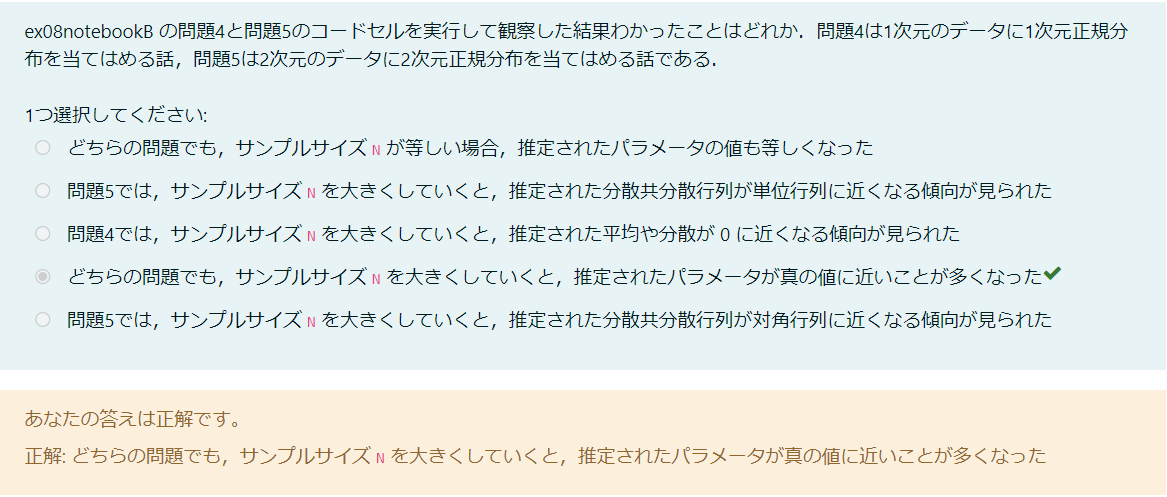 ex08notebookB の問題4と問題5のコードセルを実行して観察した結果わかったことはどれか．問題4は1次元のデータに1次元正規分
布を当てはめる話，問題5は2次元のデータに2次元正規分布を当てはめる話である．
1つ選択してください:
どちらの問題でも，サンプルサイズ N が等しい場合，推定されたパラメータの値も等しくなった
問題5では，サンプルサイズ N を大きくしていくと，推定された分散共分散行列が単位行列に近くなる傾向が見られた
問題4では，サンプルサイズ N を大きくしていくと，推定された平均や分散が 0 に近くなる傾向が見られた
どちらの問題でも，サンプルサイズ N を大きくしていくと，推定されたパラメータが真の値に近いことが多くなった
問題5では，サンプルサイズ N を大きくしていくと，推定された分散共分散行列が対角行列に近くなる傾向が見られた
あなたの答えは正解です。
正解: どちらの問題でも，サンプルサイズ N を大きくしていくと，推定されたパラメータが真の値に近いことが多くなった